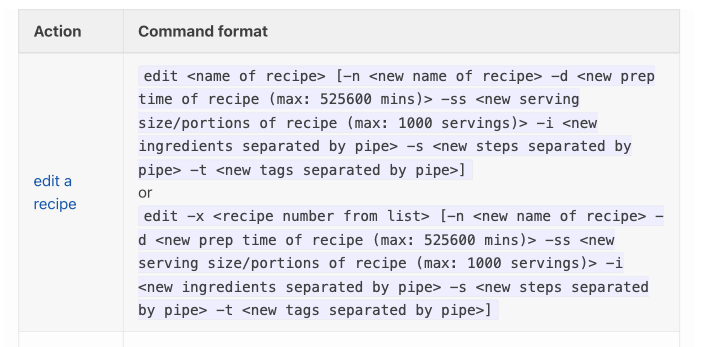 Action
Command format
edit a
recipe
edit <name of recipe> [-n <new name of recipe> -d <new prep
time of recipe (max: 525600 mins)> -ss <new serving
size/portions of recipe (max: 1000 servings)> -i <new
ingredients separated by pipe> -s <new steps separated by
pipe> -t <new tags separated by pipe>]
or
edit -x <recipe number from list> [-n <new name of recipe> -
d <new prep time of recipe (max: 525600 mins)> -ss <new
serving size/portions of recipe (max: 1000 servings)> -i
<new ingredients separated by pipe> -s <new steps separated
by pipe> -t <new tags separated by pipe>]